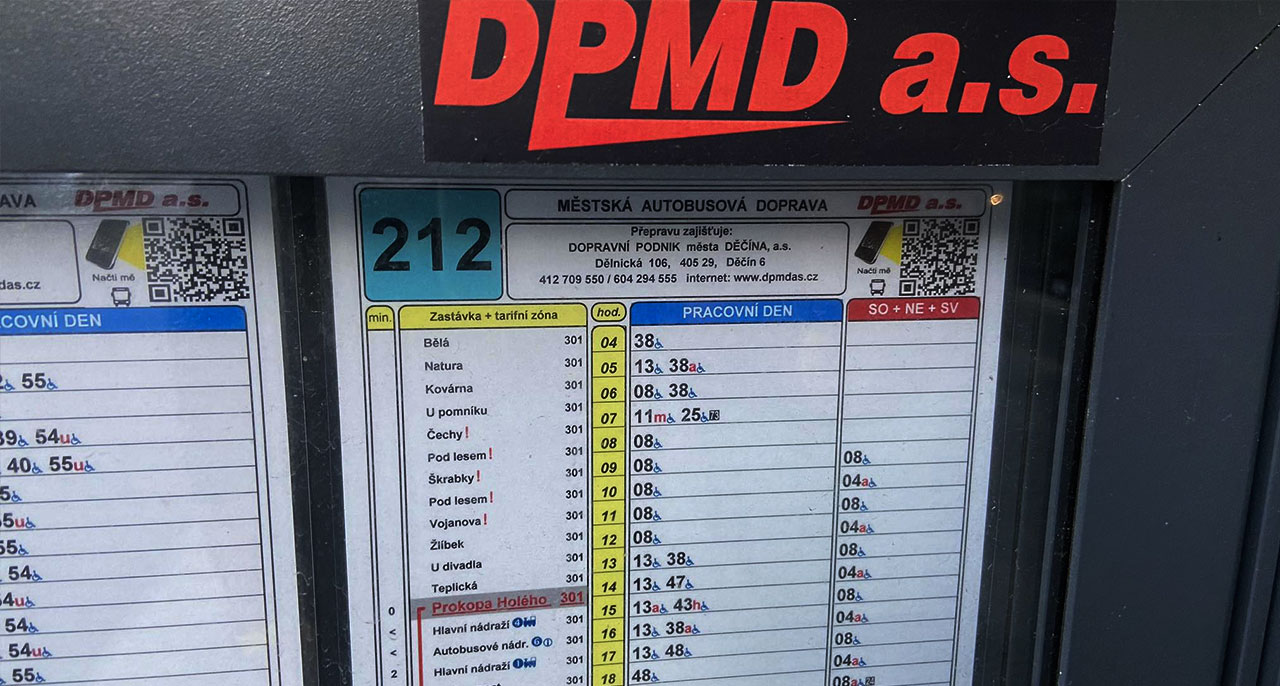 DPMD a.s.
AVA DPMD a.s.
Načti mě
das.cz
COVNÍ DEN
55
39 54u
40 55u
54
54
54u
55
212
MĚSTSKÁ AUTOBUSOVÁ DOPRAVA DPMD a.s.
Přepravu zajišťuje:
DOPRAVNÍ PODNIK města DĚČÍNA, a.s.
Dělnická 106, 405 29, Děčín 6
412 709 550 / 604 294 555 internet: www.dpmdas.cz
Načti mě
min. Zastávka + tarifní zóna hod. PRACOVNÍ DEN SO + NE + SV
Bělá 301 04 38
Natura 301 05 13 38a
Kovárna 301 06 08 38
U pomníku 301 07 11m 25 73
Čechy! 301 08 08
Pod lesem! 301 09 08 08
Škrabky! 301 10 08 04a
Pod lesem! 301 11 08 08
Vojanova! 301 12 08 04a
Žlíbek 301 13 13 38 08
U divadla 301 14 13 47 04a
Teplická 301 15 13a 43h 08
0 Prokopa Holého 301 16 13 38a 04a
< Hlavní nádraží 4 301 17 13 48 08
< Autobusové nádr. 6 301 18 48 04a
2 Hlavní nádraží 1 301 08a
301